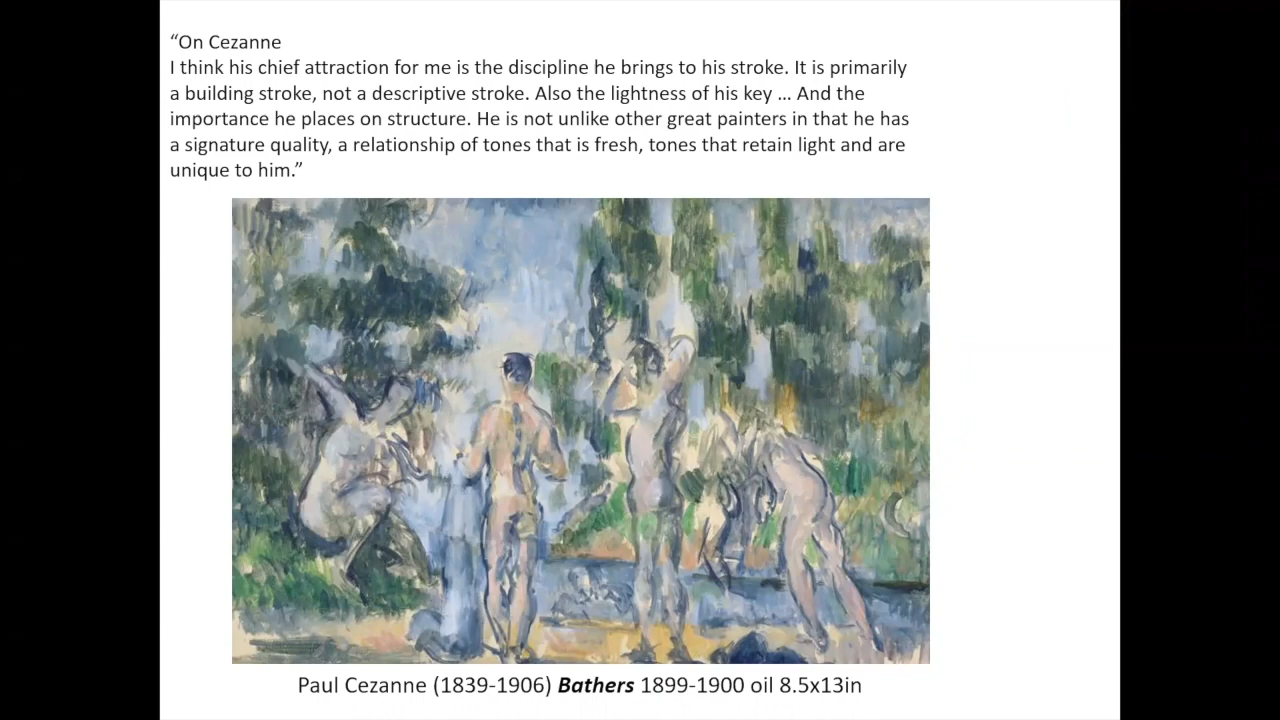 “On Cezanne
I think his chief attraction for me is the discipline he brings to his stroke. It is primarily
a building stroke, not a descriptive stroke. Also the lightness of his key ... And the
importance he places on structure. He is not unlike other great painters in that he has
a signature quality, a relationship of tones that is fresh, tones that retain light and are
unique to him.”
Paul Cezanne (1839-1906) Bathers 1899-1900 oil 8.5x13in